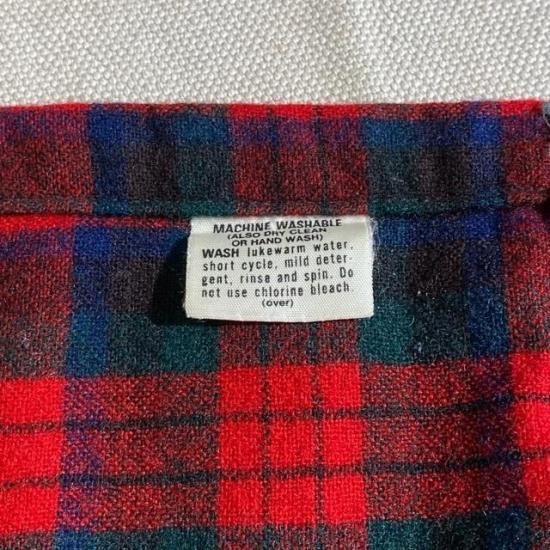 MACHINE WASHABLE
(ALSO DRY CLEAN
OR HAND WASH)
WASH lukewarm water,
short cycle, mild deter-
gent, rinse and spin. Do
not use chlorine bleach.
(over)